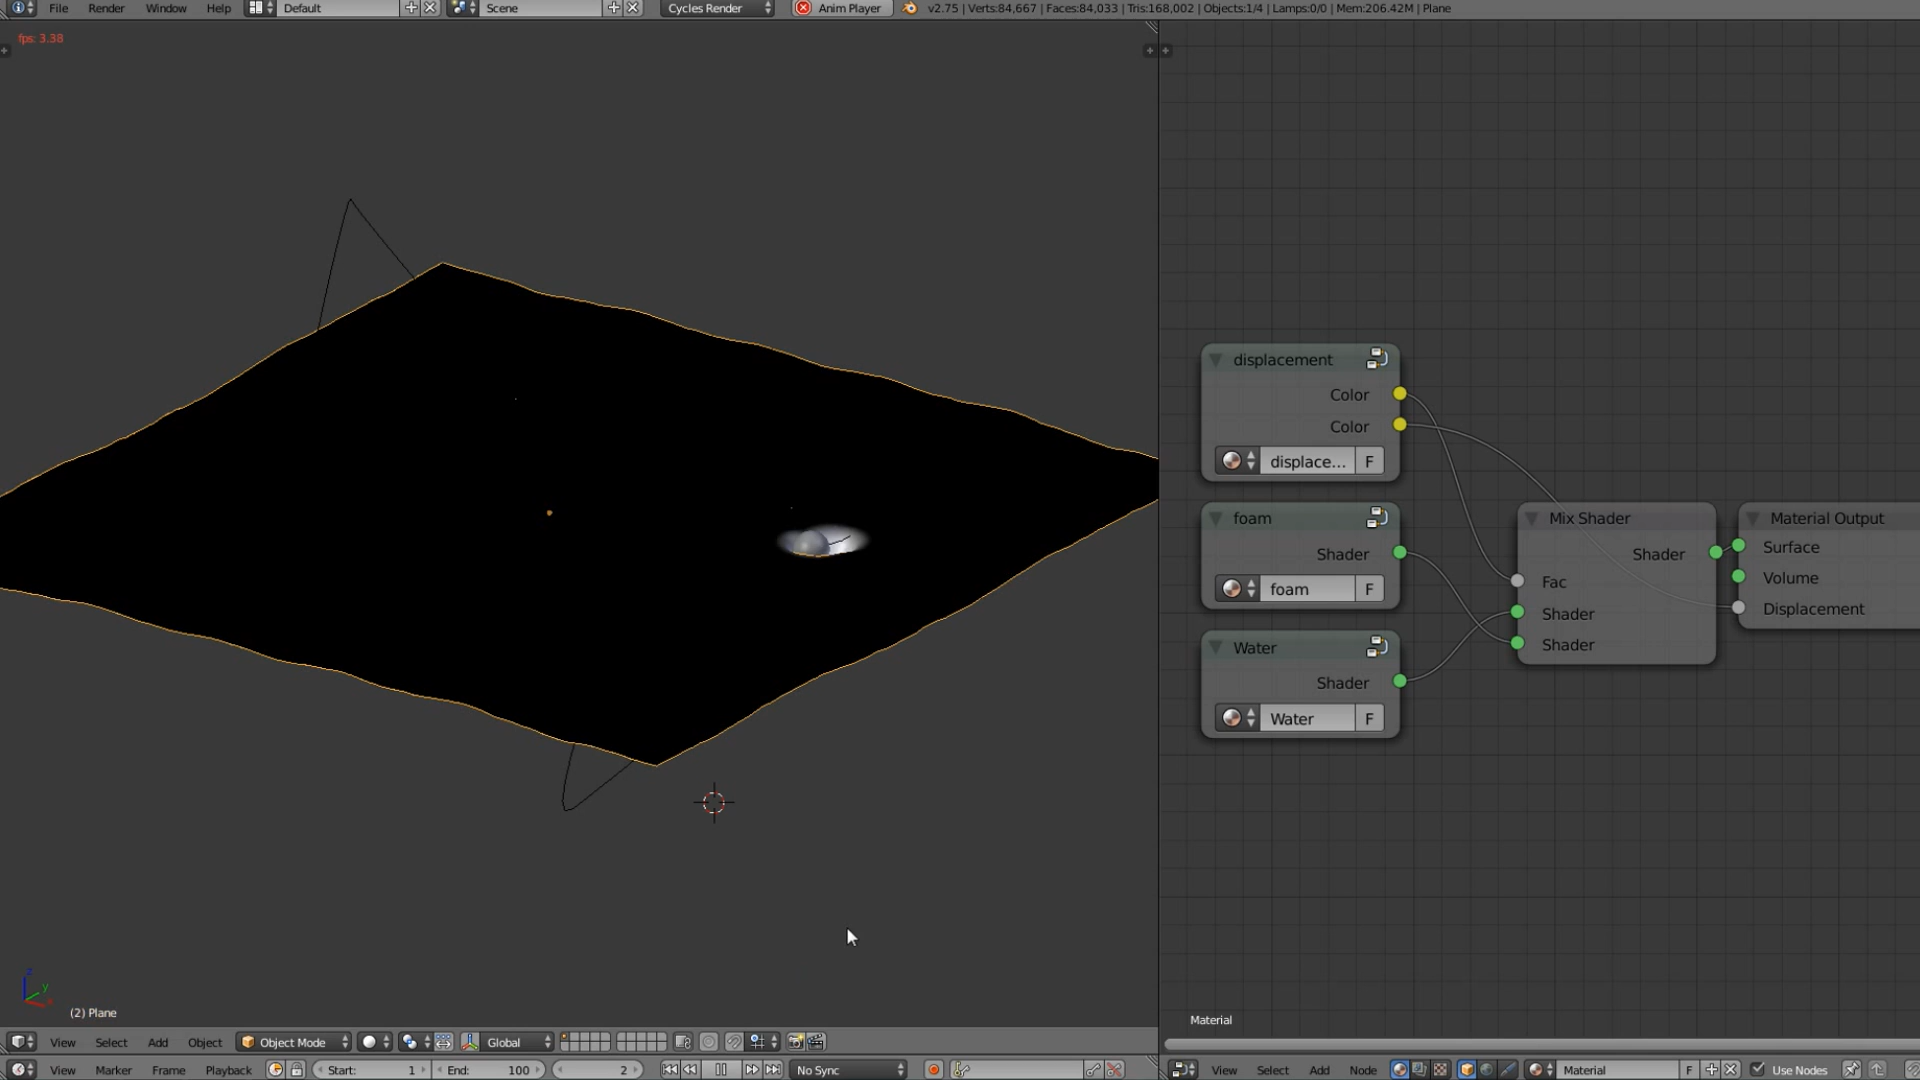 File Render Window Help Default Scene Cycles Render Anim Player v2.75 | Verts:84,667 | Faces:84,033 | Tris:168,002 | Objects:1/4 | Lamps:0/0 | Mem:206.42M | Plane
fps: 3.38
displacement
Color
Color
displace... F
foam
Shader
foam F
Water
Shader
Water F
Mix Shader
Shader
Fac
Shader
Shader
Material Output
Surface
Volume
Displacement
z
y
x
(2) Plane
Material
View Select Add Object Object Mode Global
View Marker Frame Playback Start: 1 End: 100 2 No Sync
View Select Add Node Material F Use Nodes